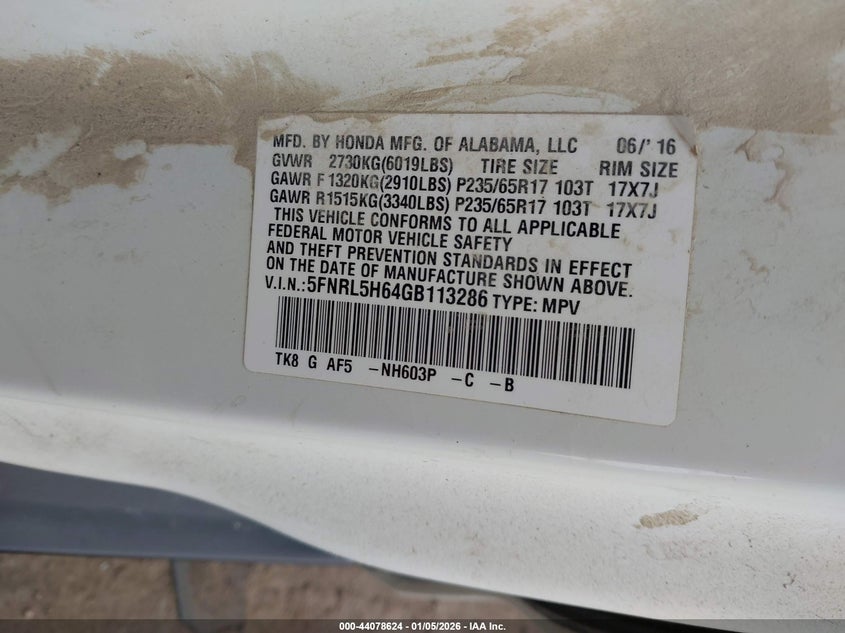 MFD. BY HONDA MFG. OF ALABAMA, LLC 06/'16
GVWR 2730KG(6019LBS) TIRE SIZE RIM SIZE
GAWR F 1320KG(2910LBS) P235/65R17 103T 17X7J
GAWR R1515KG(3340LBS) P235/65R17 103T 17X7J
THIS VEHICLE CONFORMS TO ALL APPLICABLE
FEDERAL MOTOR VEHICLE SAFETY
AND THEFT PREVENTION STANDARDS IN EFFECT
ON THE DATE OF MANUFACTURE SHOWN ABOVE.
V.I.N.:5FNRL5H64GB113286 TYPE: MPV
TK8 G AF5 -NH603P -C -B
000-44078624 - 01/05/2026 - IAA Inc.